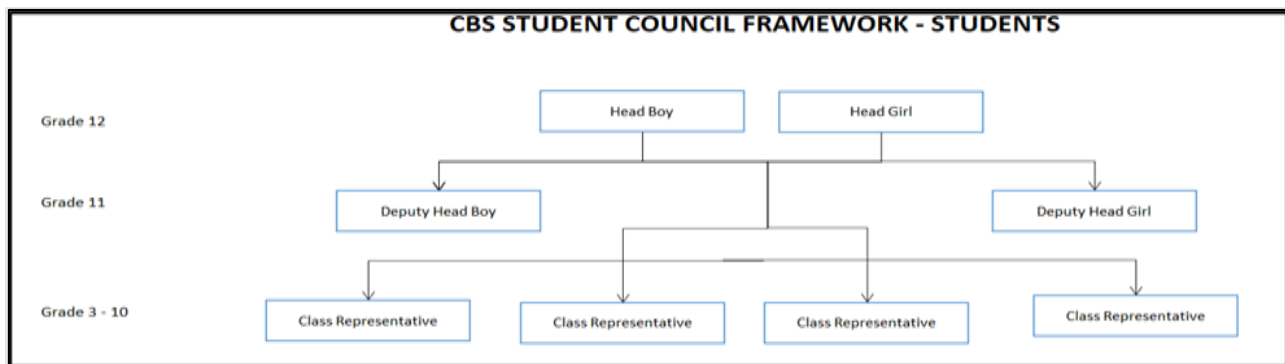 CBS STUDENT COUNCIL FRAMEWORK - STUDENTS
Grade 12
Head Boy
Head Girl
Grade 11
Deputy Head Boy
Deputy Head Girl
Grade 3 - 10
Class Representative
Class Representative
Class Representative
Class Representative